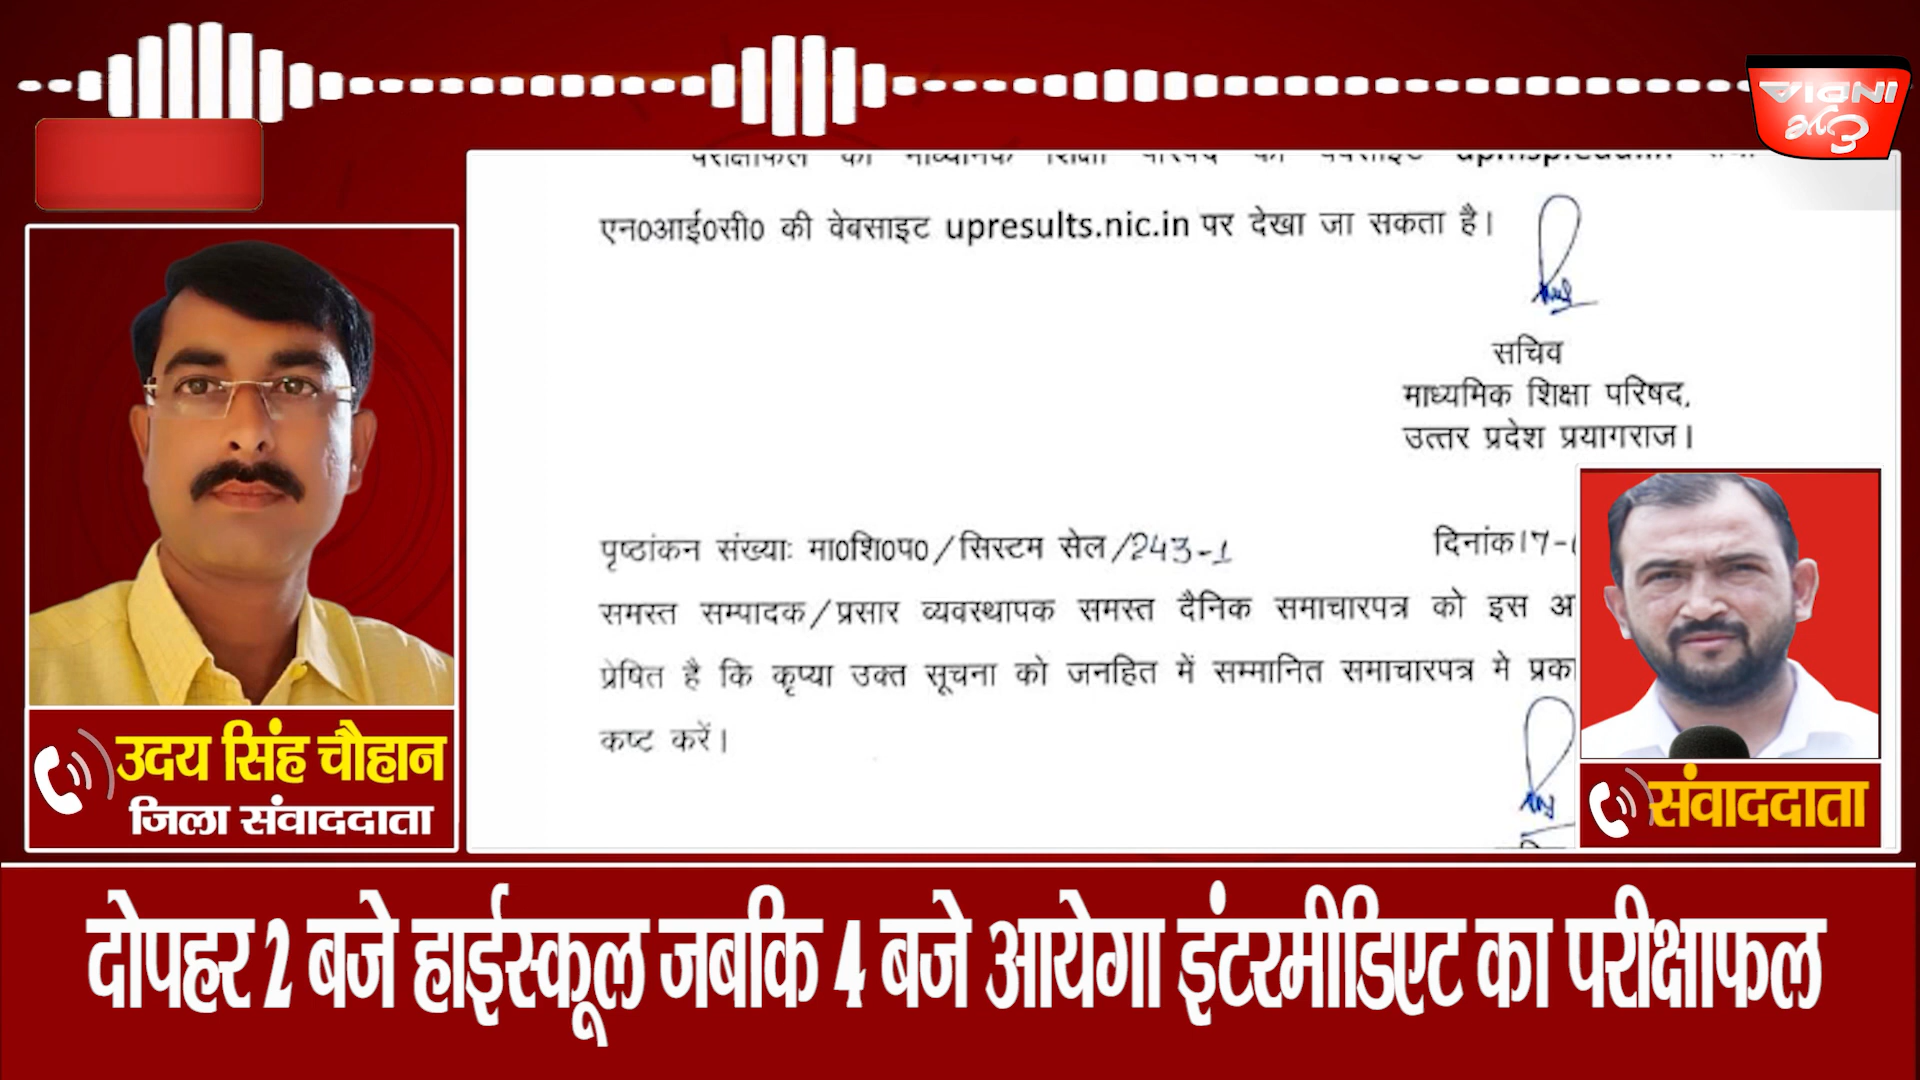 INDIA
एन0आई0सी0 की वेबसाइट upresults.nic.in पर देखा जा सकता है।
सचिव
माध्यमिक शिक्षा परिषद,
उत्तर प्रदेश प्रयागराज।
पृष्ठांकन संख्याः मा0शि0प0/सिस्टम सेल/243-1 दिनांक17-
समस्त सम्पादक/प्रसार व्यवस्थापक समस्त दैनिक समाचारपत्र को इस
प्रेषित है कि कृप्या उक्त सूचना को जनहित में सम्मानित समाचारपत्र मे
कष्ट करें।
उदय सिंह चौहान
जिला संवाददाता
संवाददाता
दोपहर 2 बजे हाईस्कूल जबकि 4 बजे आयेगा इंटरमीडिएट का परीक्षाफल